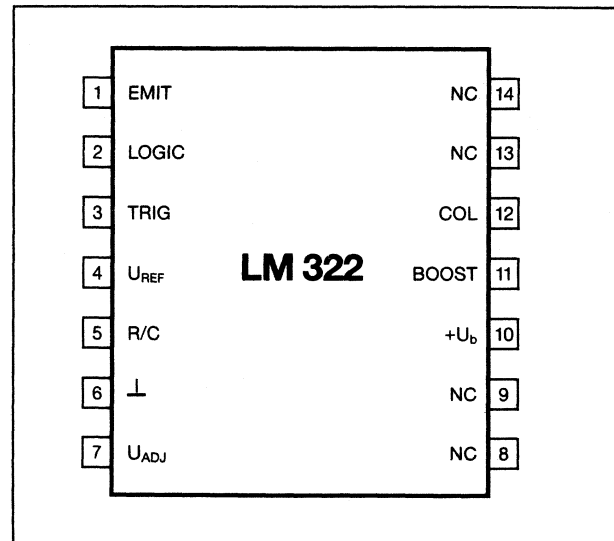 1 EMIT NC 14
2 LOGIC NC 13
3 TRIG COL 12
4 U_REF LM 322 BOOST 11
5 R/C +U_b 10
6 ⊥ NC 9
7 U_ADJ NC 8